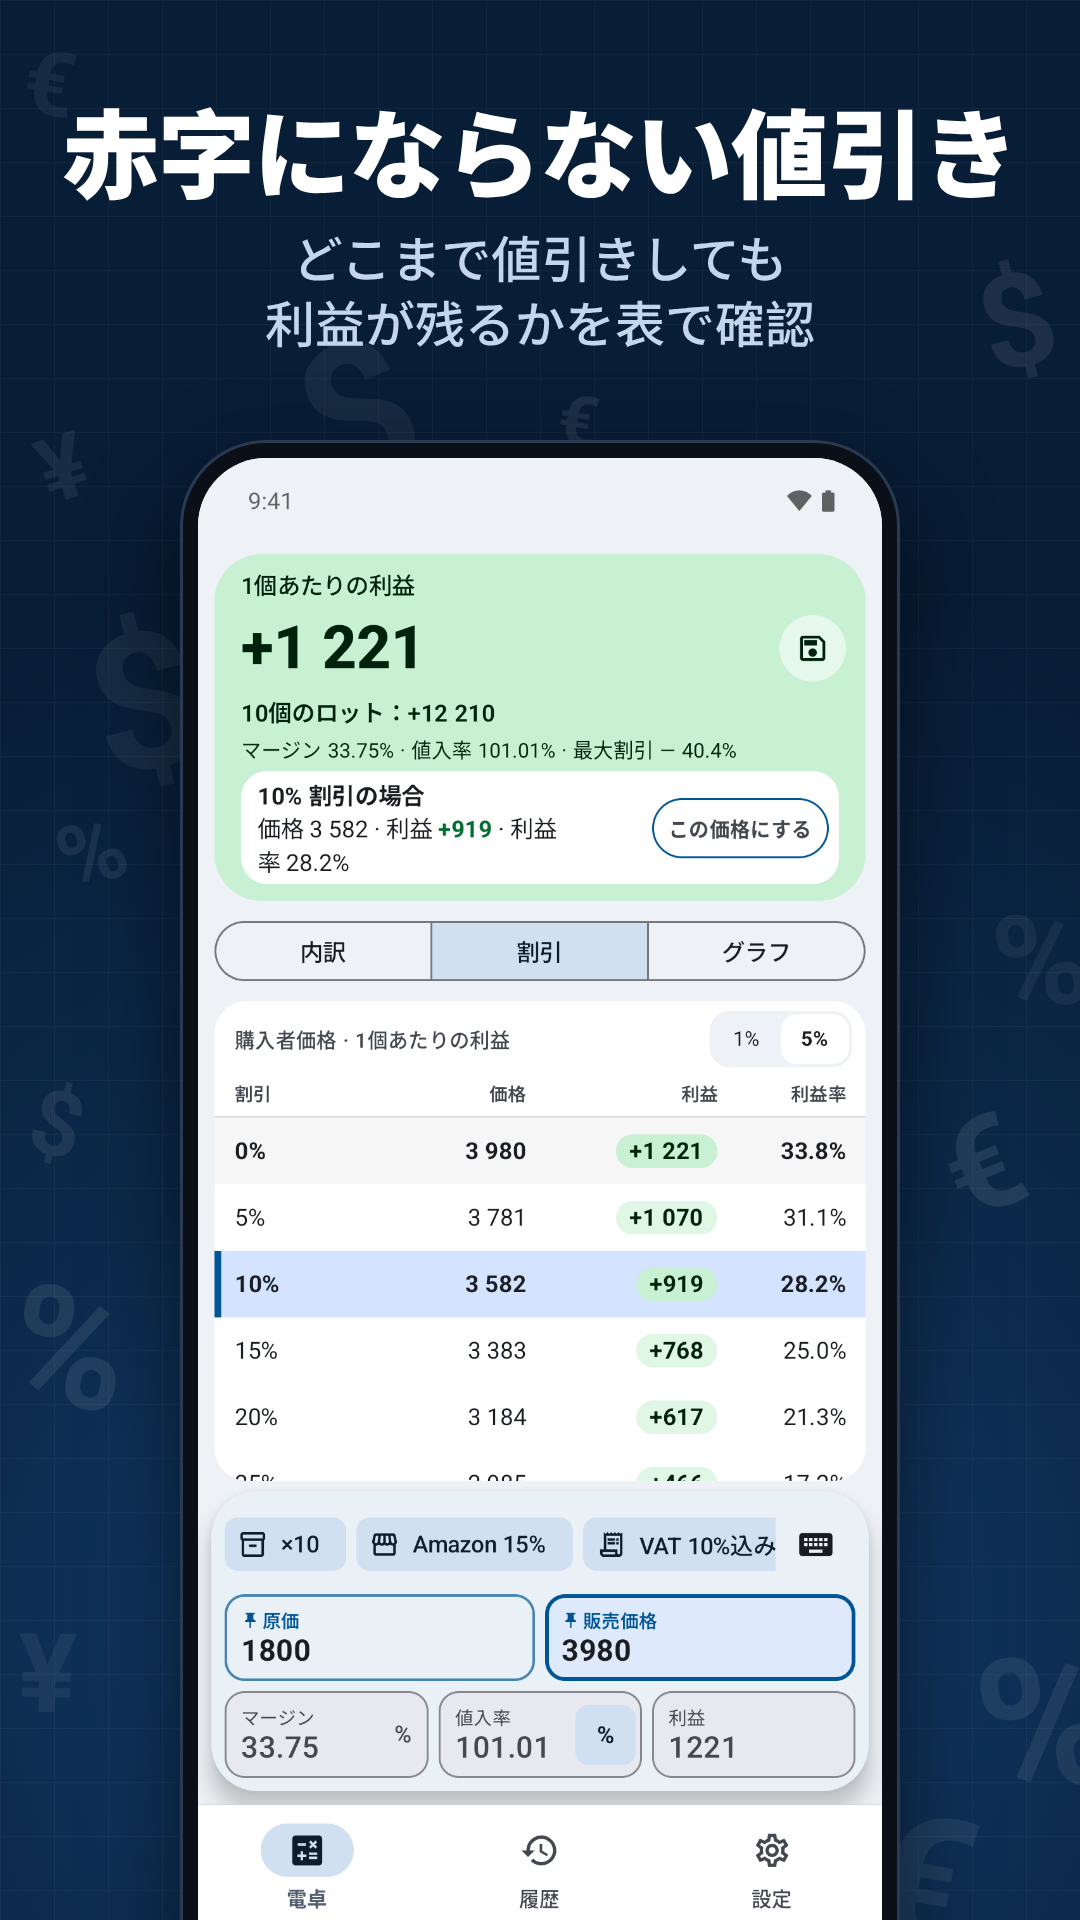 赤字にならない値引き
どこまで値引きしても
利益が残るかを表で確認
9:41
1個あたりの利益
+1 221
10個のロット：+12 210
マージン 33.75% · 値入率 101.01% · 最大割引 – 40.4%
10% 割引の場合
価格 3 582 · 利益 +919 · 利益
率 28.2%
この価格にする
内訳 割引 グラフ
購入者価格 · 1個あたりの利益 1% 5%
割引 価格 利益 利益率
0% 3 980 +1 221 33.8%
5% 3 781 +1 070 31.1%
10% 3 582 +919 28.2%
15% 3 383 +768 25.0%
20% 3 184 +617 21.3%
×10 Amazon 15% VAT 10%込み
原価 販売価格
1800 3980
マージン 値入率 利益
33.75 % 101.01 % 1221
電卓 履歴 設定